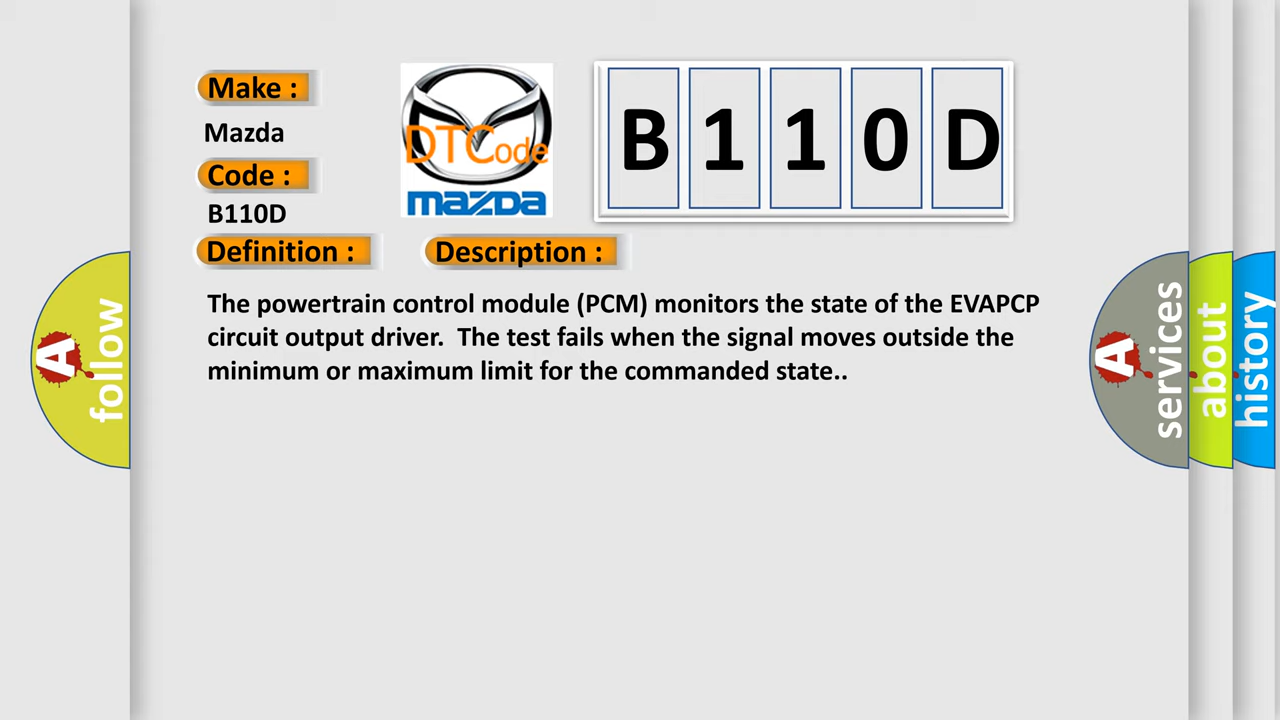 Make :
Mazda
Code :
B110D
Definition :
Description :
DTCode
mazda
B 1 1 0 D
The powertrain control module (PCM) monitors the state of the EVAPCP
circuit output driver  The test fails when the signal moves outside the
minimum or maximum limit for the commanded state..
A follow
A services
about
history